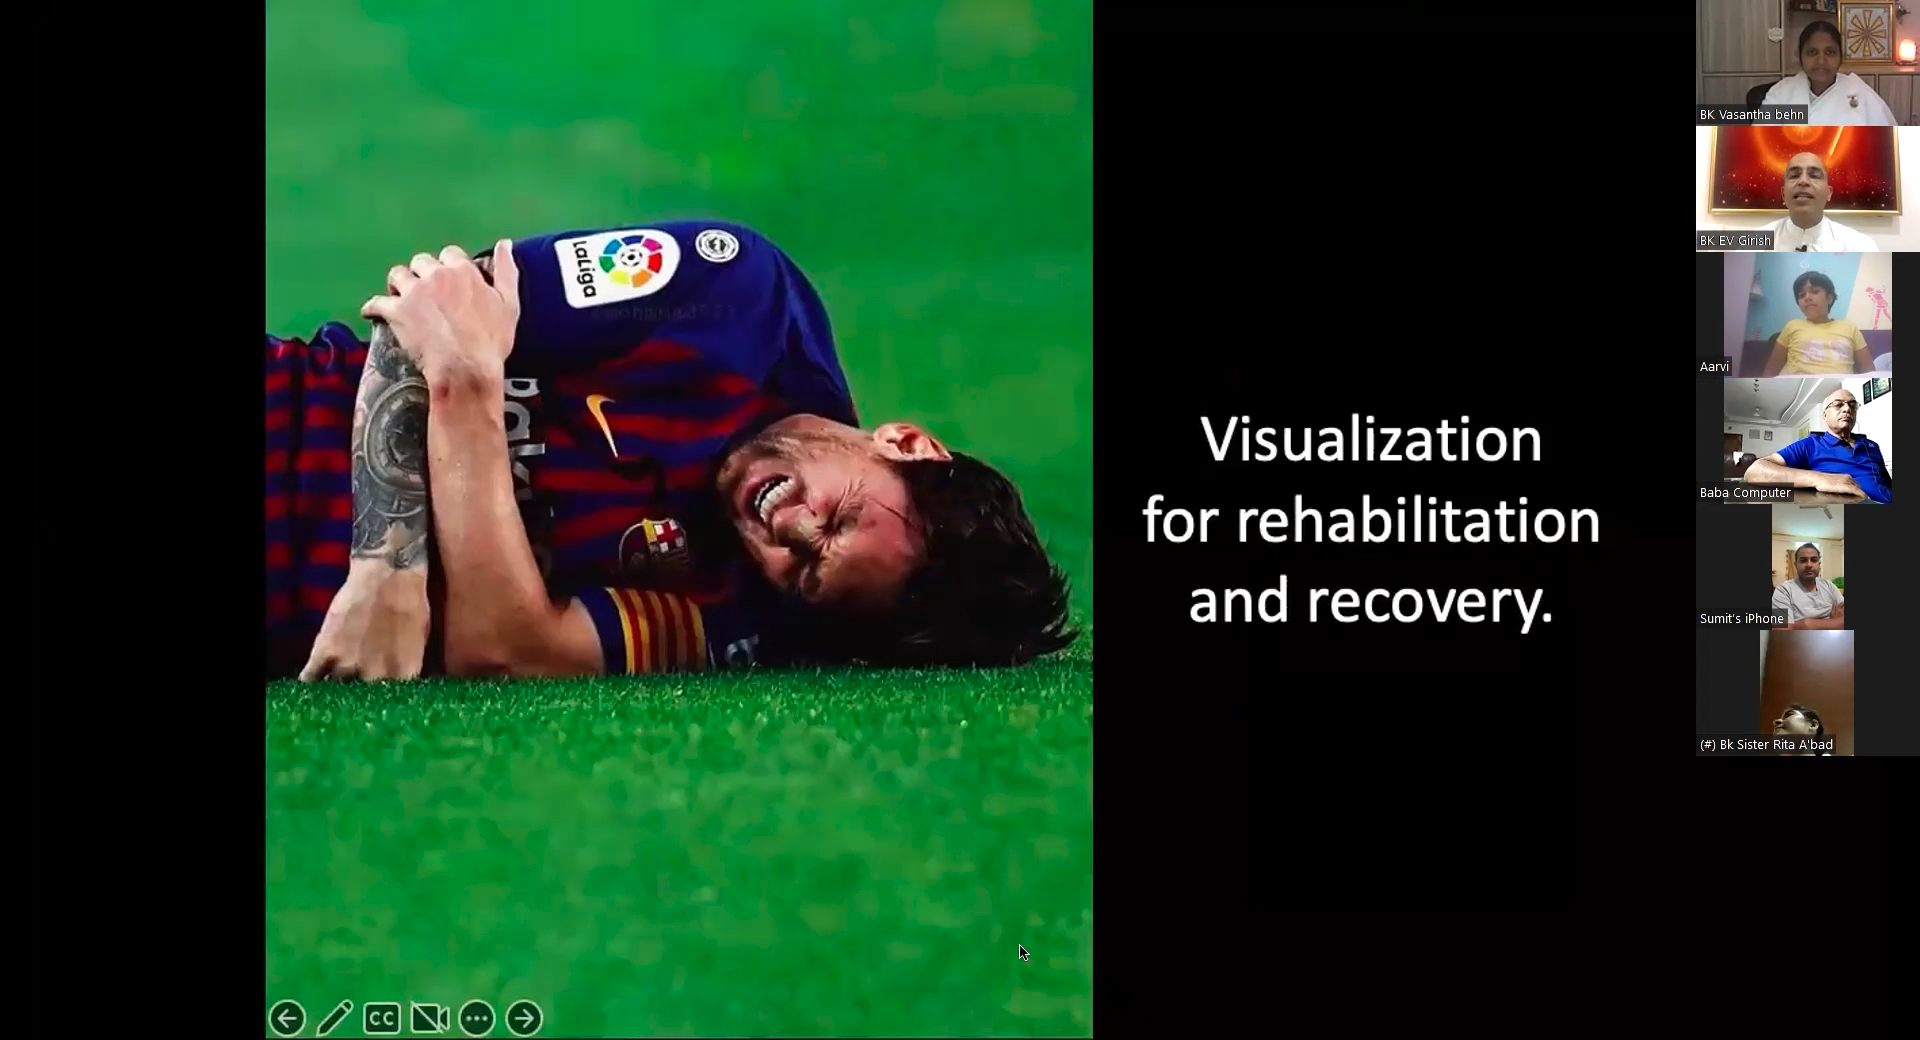 LaLiga
Visualization
for rehabilitation
and recovery.
BK Vasantha behn
BK EV Girish
Aarvi
Baba Computer
Sumit's iPhone
(#) Bk Sister Rita A'bad
CC